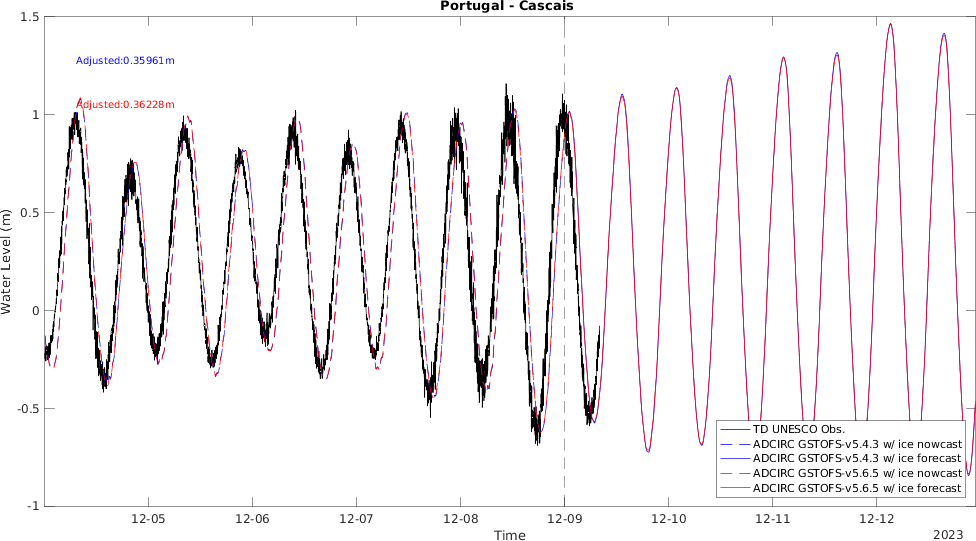 Portugal - Cascais
1.5
Adjusted:0.35961m
Adjusted:0.36228m
1
0.5
Water Level (m)
0
-0.5
-1
TD UNESCO Obs.
ADCIRC GSTOFS-v5.4.3 w/ ice nowcast
ADCIRC GSTOFS-v5.4.3 w/ ice forecast
ADCIRC GSTOFS-v5.6.5 w/ ice nowcast
ADCIRC GSTOFS-v5.6.5 w/ ice forecast
12-05 12-06 12-07 12-08 12-09 12-10 12-11 12-12
Time
2023